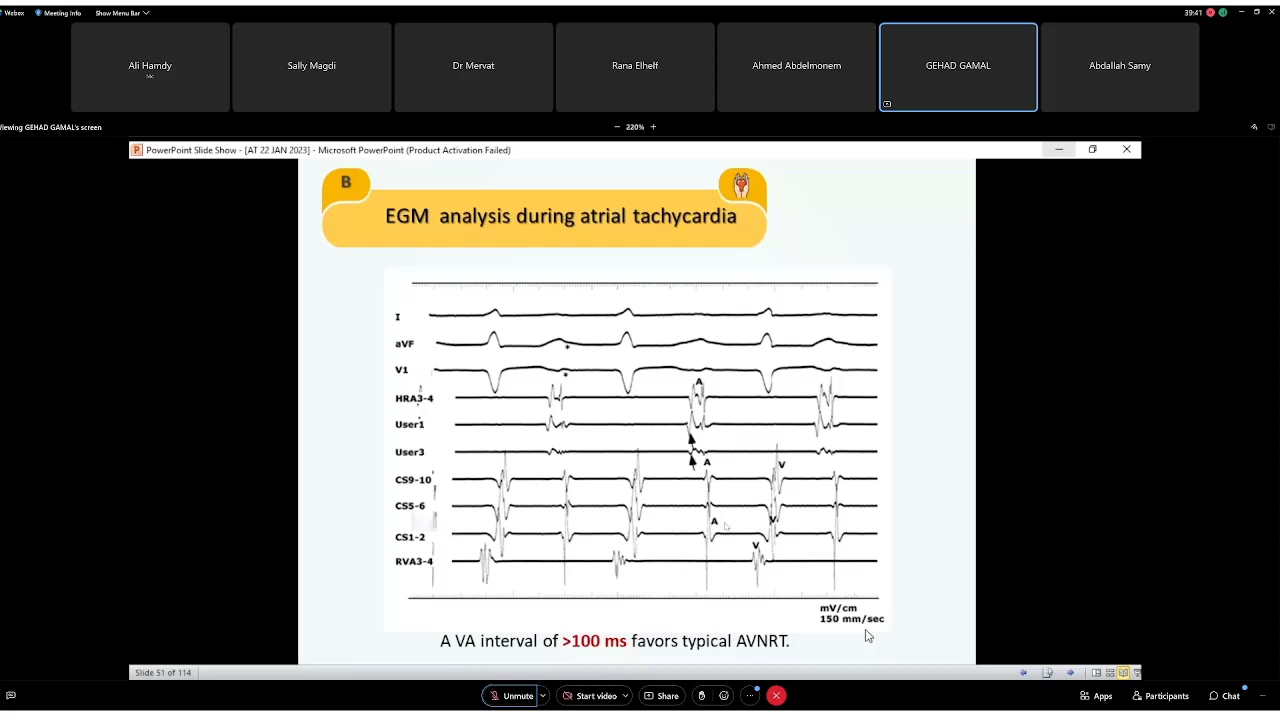 Webex Meeting Info Show Menu Bar 39:41
Ali Hamdy Sally Magdi Dr Mervat Rana Elhelf Ahmed Abdelmonem GEHAD GAMAL Abdallah Samy
Viewing GEHAD GAMAL's screen − 220% +
PowerPoint Slide Show - [AT 22 JAN 2023] - Microsoft PowerPoint (Product Activation Failed)
B
EGM analysis during atrial tachycardia
I
aVF *
V1 *
HRA3-4 A
User1
User3
CS9-10 A V
CS5-6
CS1-2 A V
RVA3-4 V
mV/cm
150 mm/sec
A VA interval of >100 ms favors typical AVNRT.
Slide 51 of 114
Unmute Start video Share Apps Participants Chat